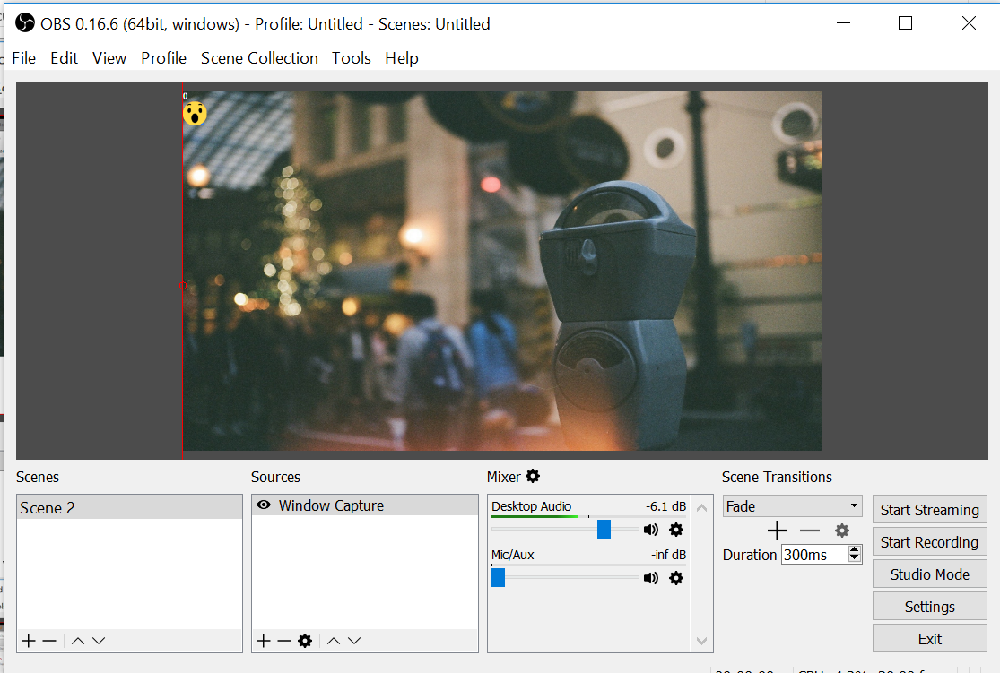 OBS 0.16.6 (64bit, windows) - Profile: Untitled - Scenes: Untitled
File Edit View Profile Scene Collection Tools Help
0
Scenes
Sources
Mixer
Scene Transitions
Scene 2
Window Capture
Desktop Audio -6.1 dB
Mic/Aux -inf dB
Fade
Duration 300ms
Start Streaming
Start Recording
Studio Mode
Settings
Exit